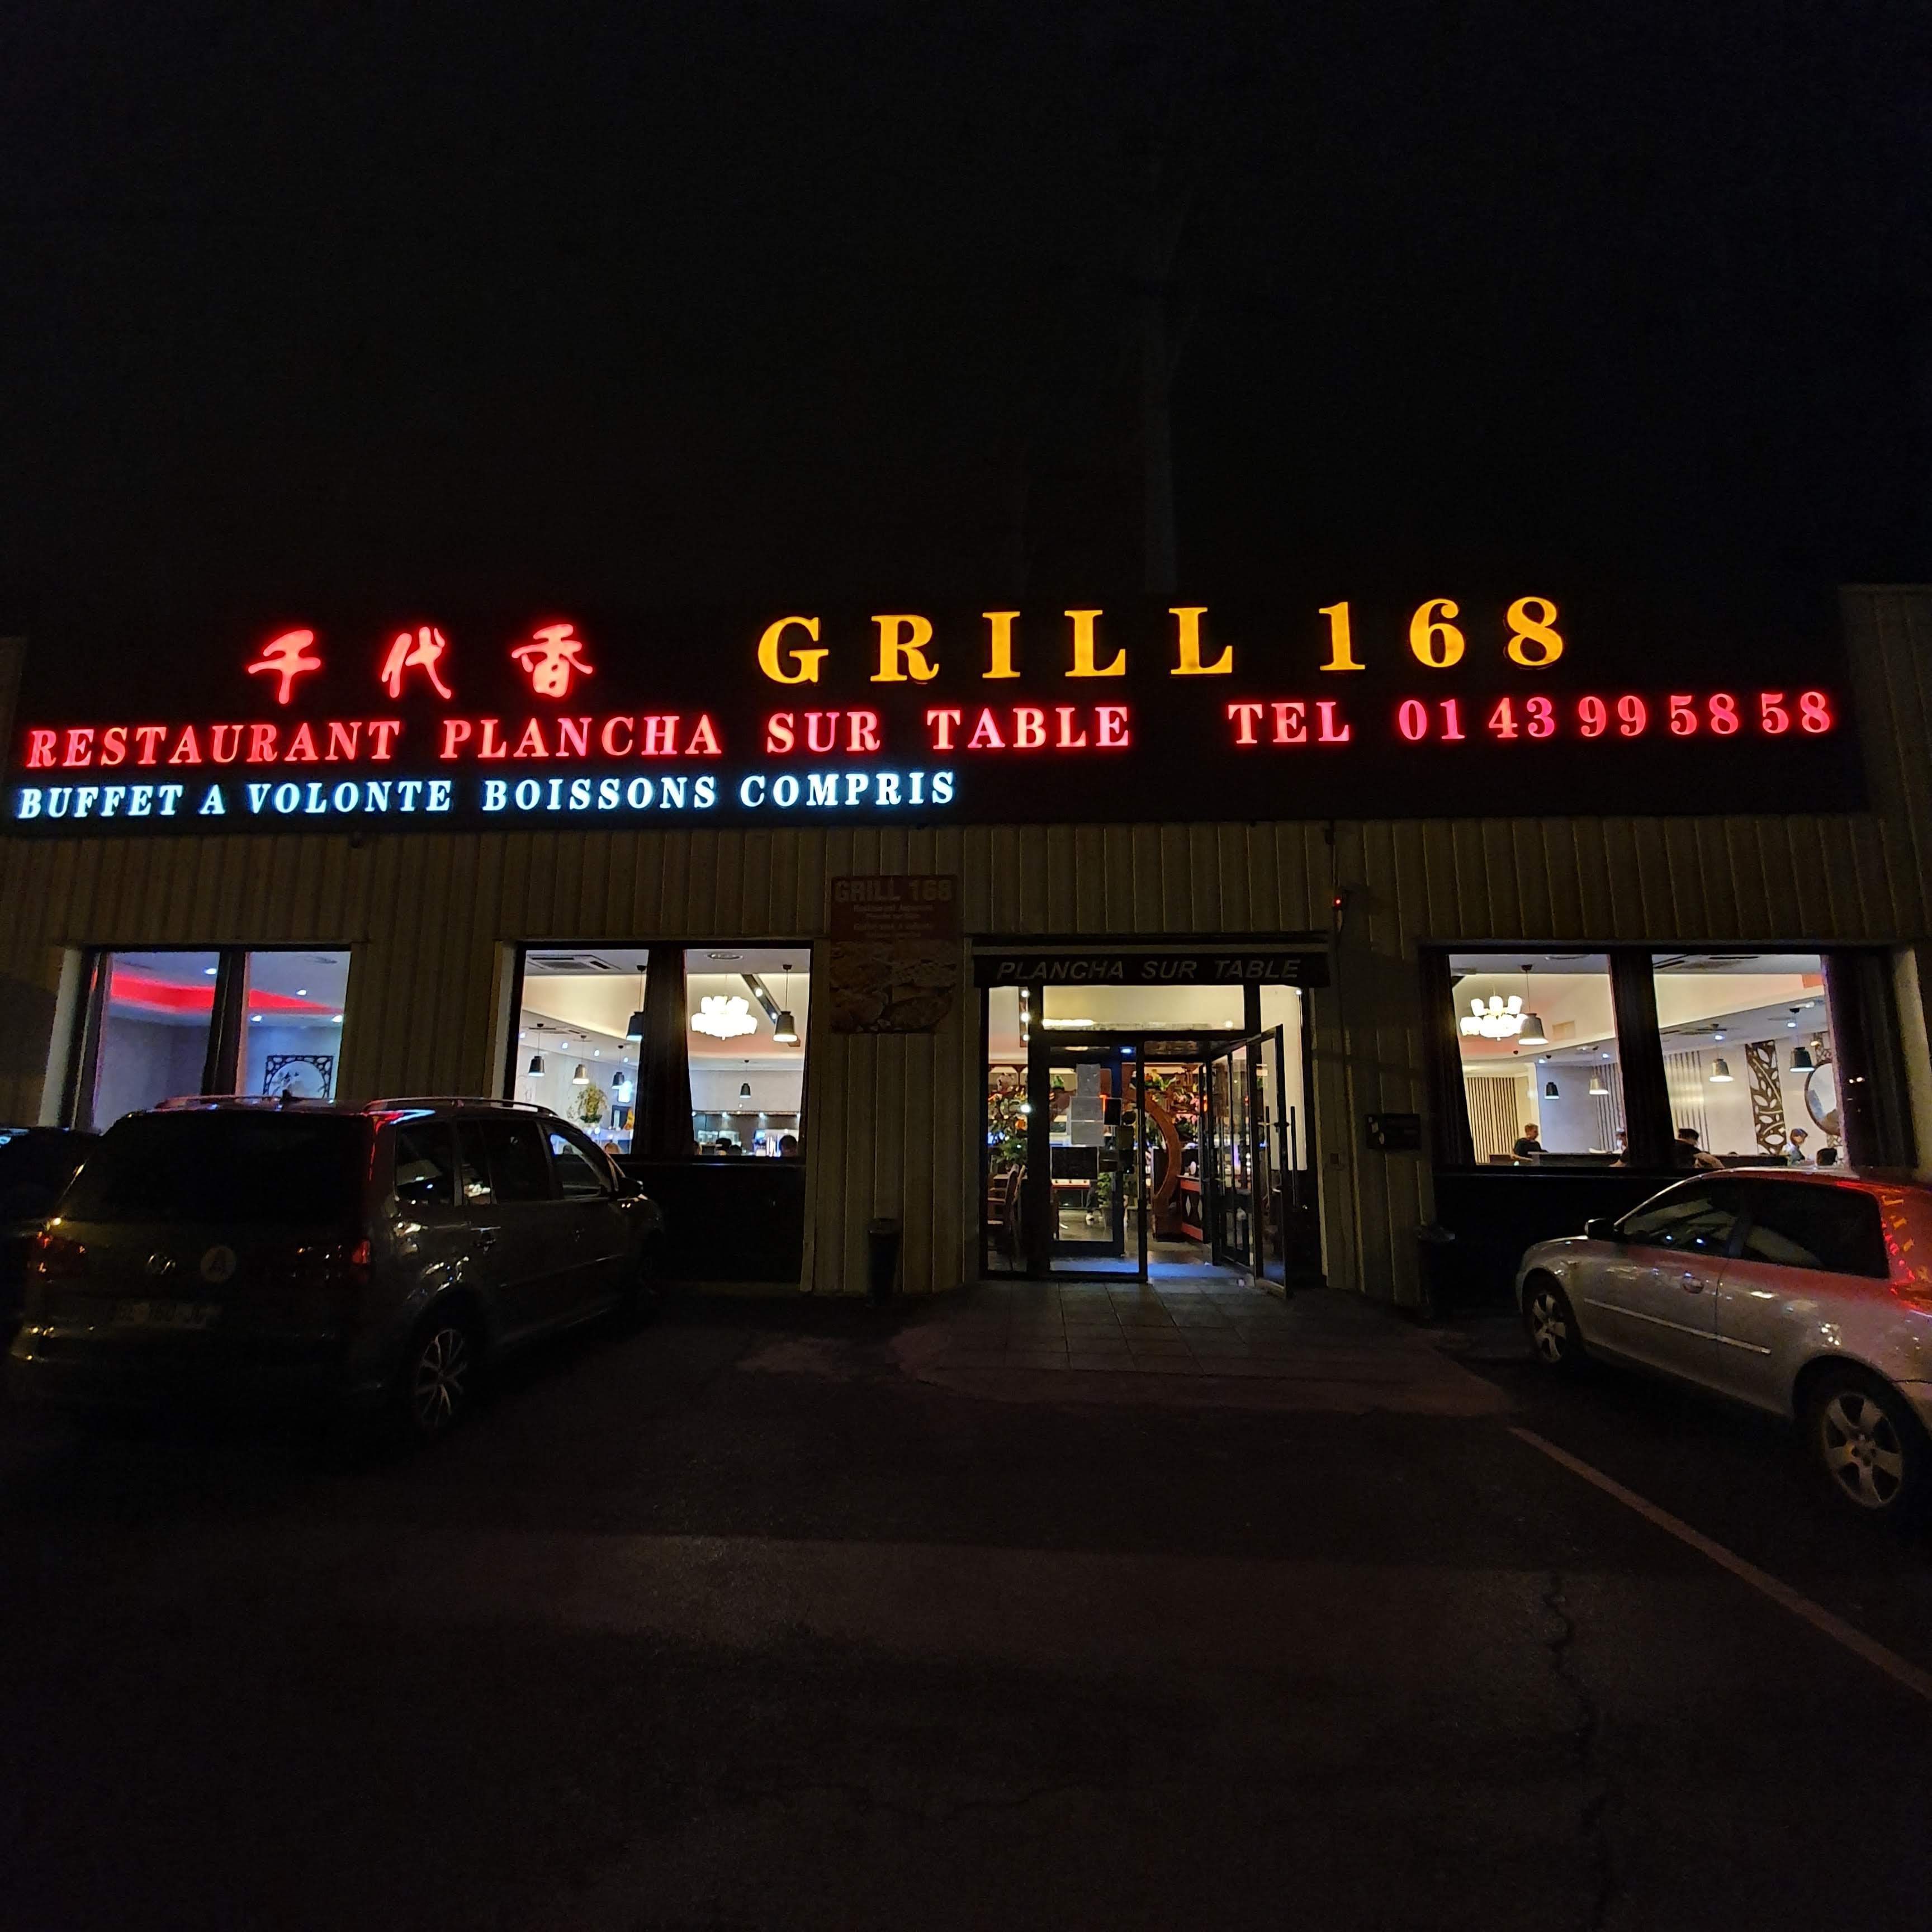 千代香 GRILL 168
RESTAURANT PLANCHA SUR TABLE TEL 01 43 99 58 58
BUFFET A VOLONTE BOISSONS COMPRIS
GRILL 168
PLANCHA SUR TABLE
A